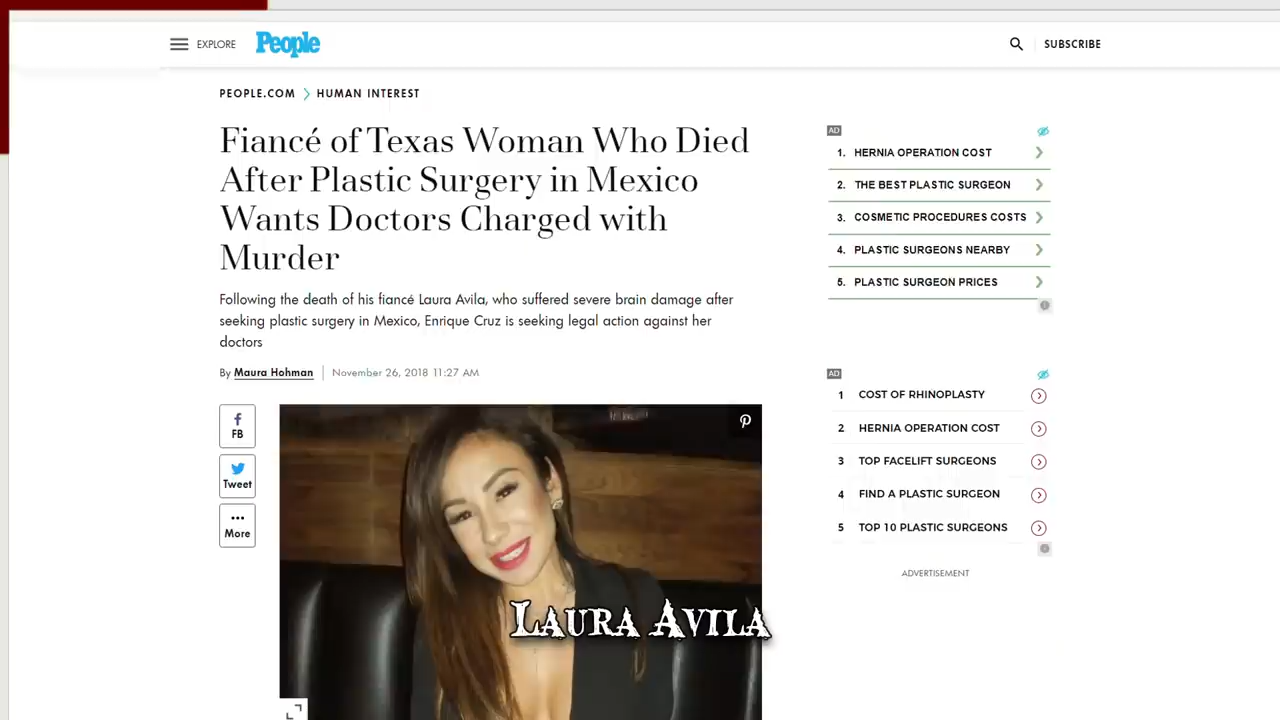 EXPLORE
People
SUBSCRIBE
PEOPLE.COM
HUMAN INTEREST
Fiancé of Texas Woman Who Died
After Plastic Surgery in Mexico
Wants Doctors Charged with
Murder
Following the death of his fiancé Laura Avila, who suffered severe brain damage after
seeking plastic surgery in Mexico, Enrique Cruz is seeking legal action against her
doctors
By Maura Hohman November 26, 2018 11:27 AM
FB
Tweet
More
LAURA AVILA
AD
1. HERNIA OPERATION COST
2. THE BEST PLASTIC SURGEON
3. COSMETIC PROCEDURES COSTS
4. PLASTIC SURGEONS NEARBY
5. PLASTIC SURGEON PRICES
AD
1 COST OF RHINOPLASTY
2 HERNIA OPERATION COST
3 TOP FACELIFT SURGEONS
4 FIND A PLASTIC SURGEON
5 TOP 10 PLASTIC SURGEONS
ADVERTISEMENT